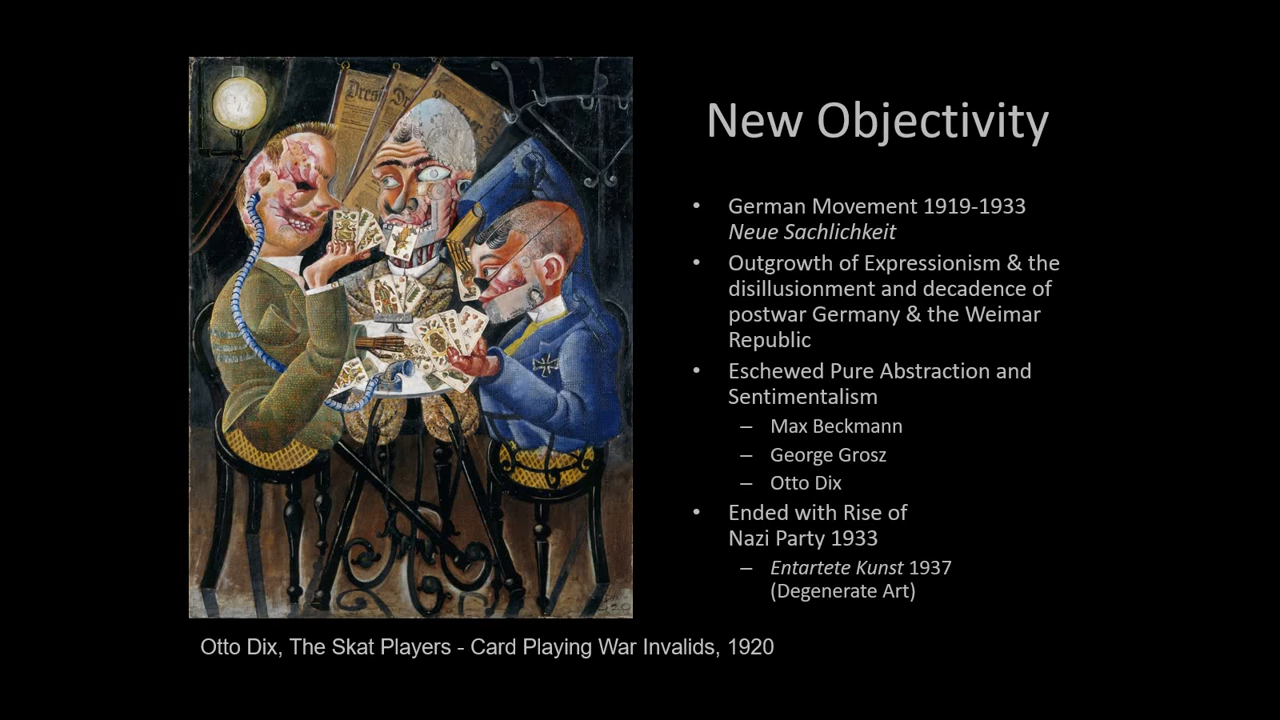 New Objectivity
• German Movement 1919-1933
Neue Sachlichkeit
• Outgrowth of Expressionism & the
disillusionment and decadence of
postwar Germany & the Weimar
Republic
• Eschewed Pure Abstraction and
Sentimentalism
– Max Beckmann
– George Grosz
– Otto Dix
• Ended with Rise of
Nazi Party 1933
– Entartete Kunst 1937
(Degenerate Art)
Otto Dix, The Skat Players - Card Playing War Invalids, 1920